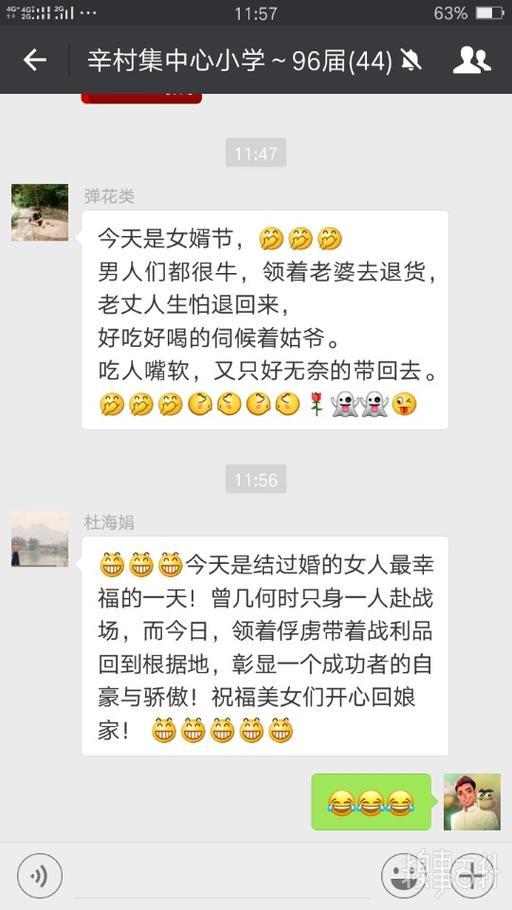 4G+ 4G 2G 2G 11:57 63%
辛村集中心小学~96届(44)
11:47
弹花类
今天是女婿节，🤭🤭🤭
男人们都很牛，领着老婆去退货，
老丈人生怕退回来，
好吃好喝的伺候着姑爷。
吃人嘴软，又只好无奈的带回去。
11:56
杜海娟
😁😁😁今天是结过婚的女人最幸
福的一天！曾几何时只身一人赴战
场，而今日，领着俘虏带着战利品
回到根据地，彰显一个成功者的自
豪与骄傲！祝福美女们开心回娘
家！ 😁😁😁😁😁
😂😂😂
糗事百科